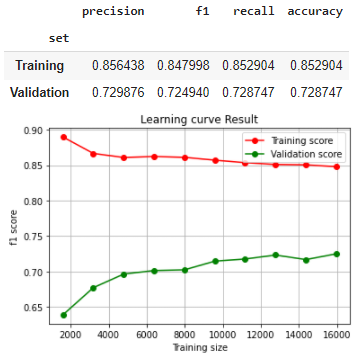 precision f1 recall accuracy
set
Training 0.856438 0.847998 0.852904 0.852904
Validation 0.729876 0.724940 0.728747 0.728747
Learning curve Result
Training score
Validation score
0.90
0.85
0.80
0.75
0.70
0.65
f1 score
2000 4000 6000 8000 10000 12000 14000 16000
Training size